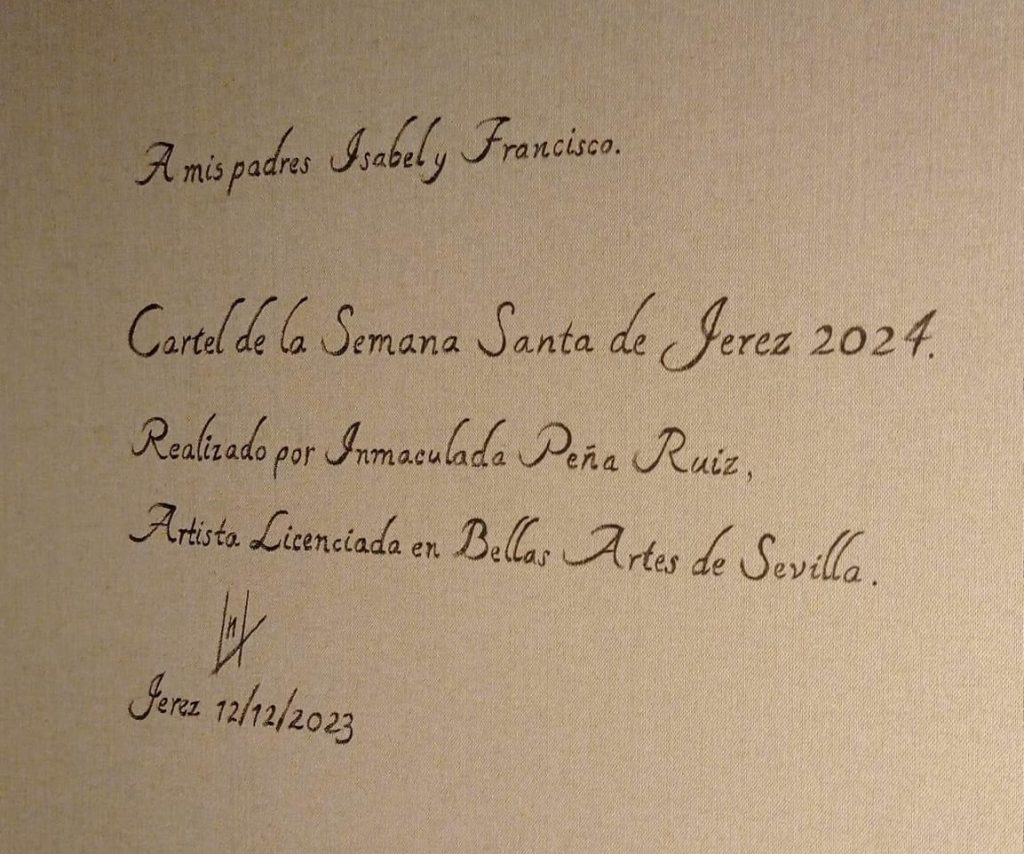 A mis padres Isabel y Francisco.
Cartel de la Semana Santa de Jerez 2024.
Realizado por Inmaculada Peña Ruiz,
Artista Licenciada en Bellas Artes de Sevilla.
Jerez 12/12/2023